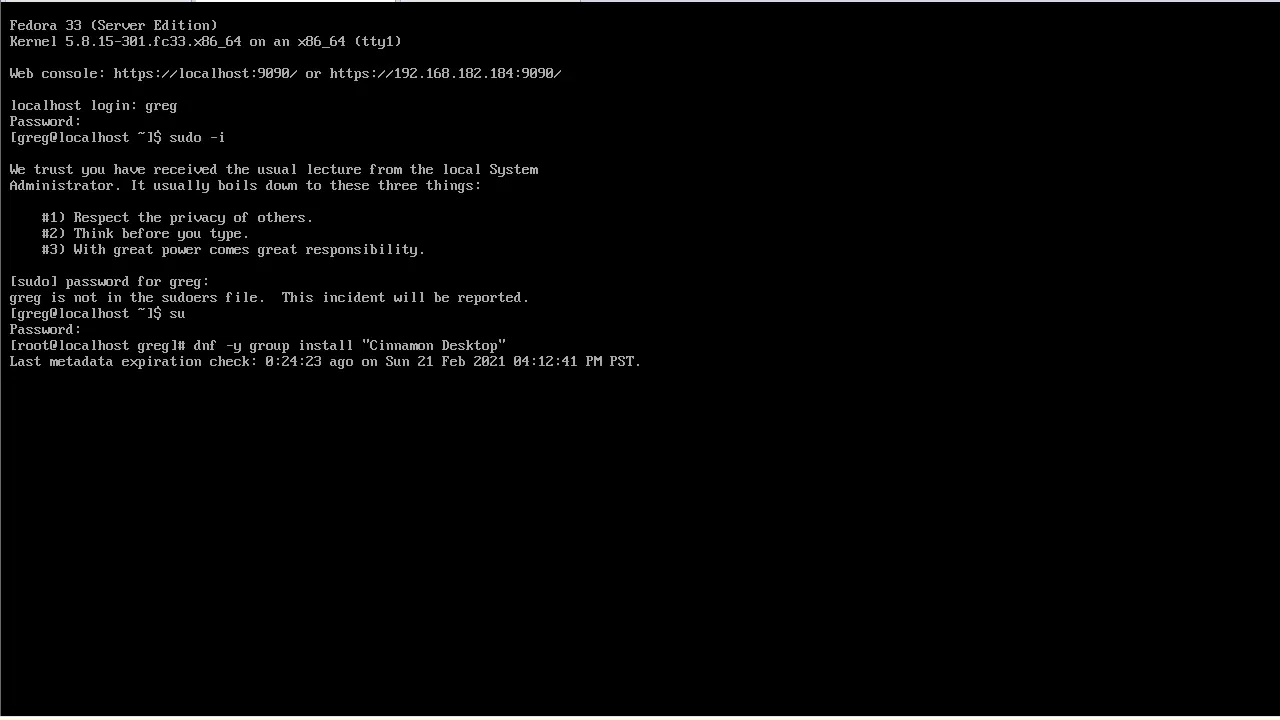 Fedora 33 (Server Edition)
Kernel 5.8.15-301.fc33.x86_64 on an x86_64 (tty1)
Web console: https://localhost:9090/ or https://192.168.182.184:9090/
localhost login: greg
Password:
[greg@localhost ~]$ sudo -i
We trust you have received the usual lecture from the local System
Administrator. It usually boils down to these three things:
#1) Respect the privacy of others.
#2) Think before you type.
#3) With great power comes great responsibility.
[sudo] password for greg:
greg is not in the sudoers file.  This incident will be reported.
[greg@localhost ~]$ su
Password:
[root@localhost greg]# dnf -y group install "Cinnamon Desktop"
Last metadata expiration check: 0:24:23 ago on Sun 21 Feb 2021 04:12:41 PM PST.